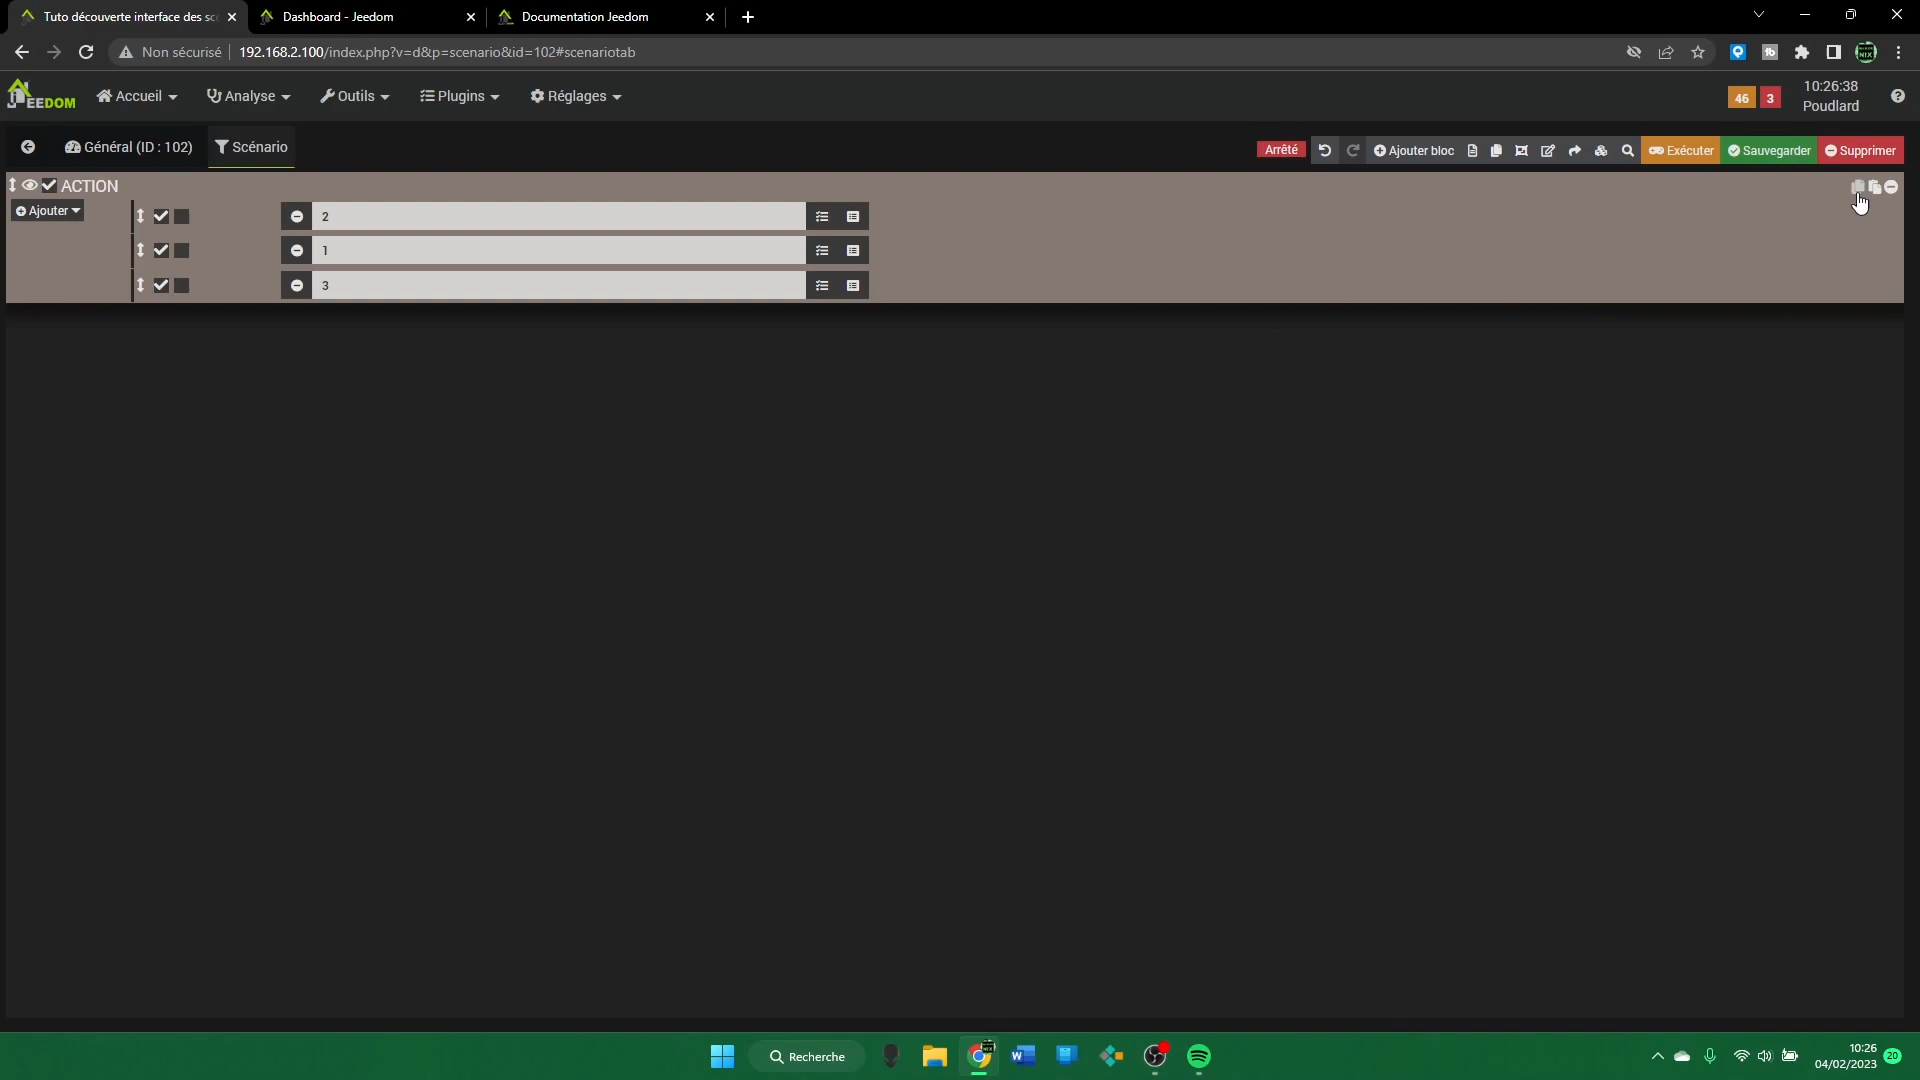 Tuto découverte interface des sc
Dashboard - Jeedom
Documentation Jeedom
Non sécurisé
192.168.2.100/index.php?v=d&p=scenario&id=102#scenariotab
JEEDOM
Accueil
Analyse
Outils
Plugins
Réglages
46
3
10:26:38
Poudlard
Général (ID : 102)
Scénario
Arrêté
Ajouter bloc
Exécuter
Sauvegarder
Supprimer
ACTION
Ajouter
2
1
3
Recherche
10:26
04/02/2023
20